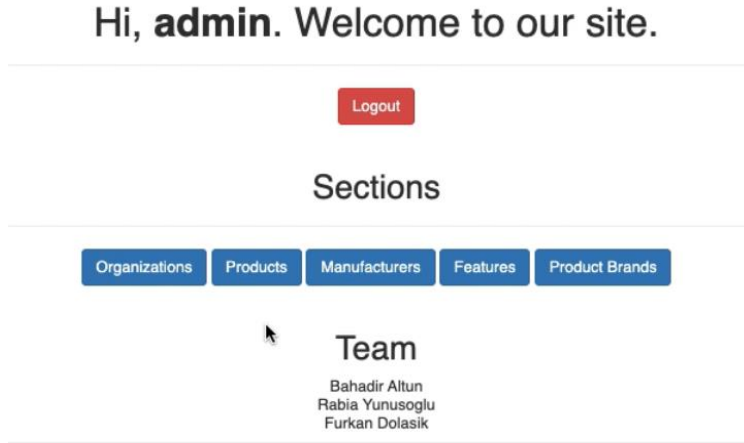 Hi, admin. Welcome to our site.
Logout
Sections
Organizations Products Manufacturers Features Product Brands
Team
Bahadir Altun
Rabia Yunusoglu
Furkan Dolasik